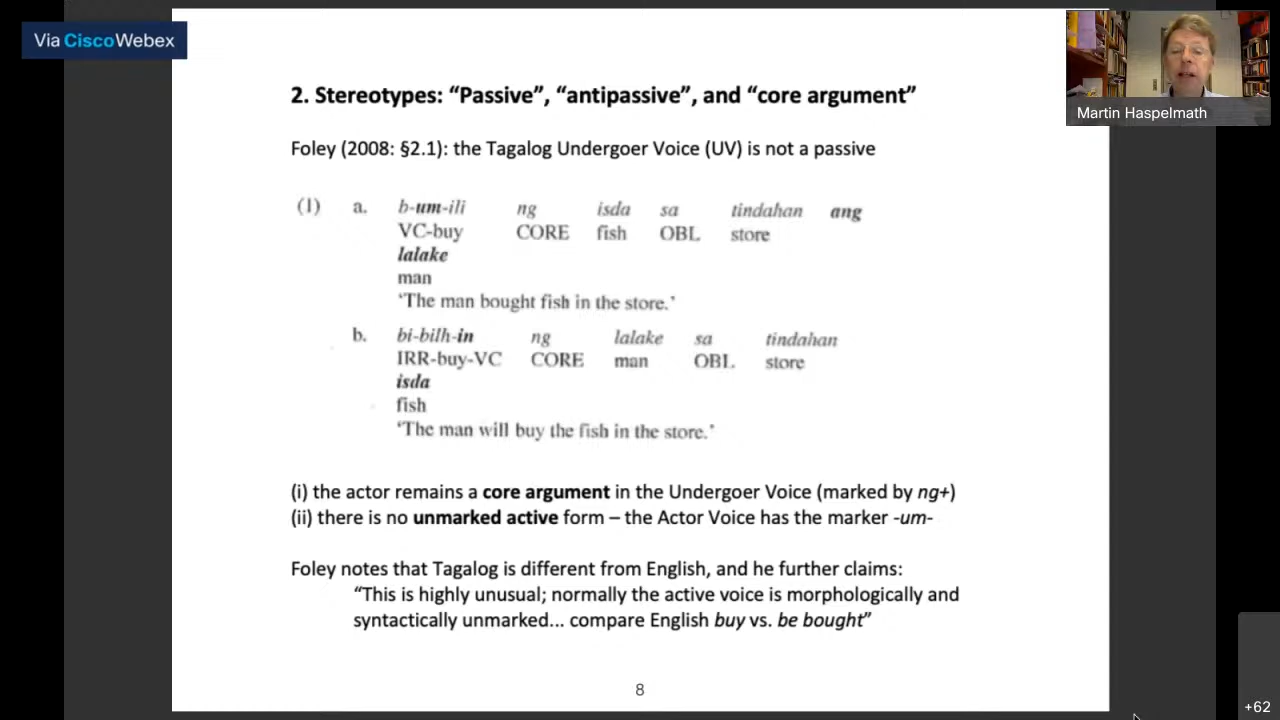 Via Cisco Webex
Martin Haspelmath
2. Stereotypes: “Passive”, “antipassive”, and “core argument”
Foley (2008: §2.1): the Tagalog Undergoer Voice (UV) is not a passive
(1) a. b-um-ili ng isda sa tindahan ang
VC-buy CORE fish OBL store
lalake
man
‘The man bought fish in the store.’
b. bi-bilh-in ng lalake sa tindahan
IRR-buy-VC CORE man OBL store
isda
fish
‘The man will buy the fish in the store.’
(i) the actor remains a core argument in the Undergoer Voice (marked by ng+)
(ii) there is no unmarked active form – the Actor Voice has the marker -um-
Foley notes that Tagalog is different from English, and he further claims:
“This is highly unusual; normally the active voice is morphologically and
syntactically unmarked... compare English buy vs. be bought”
8
+62